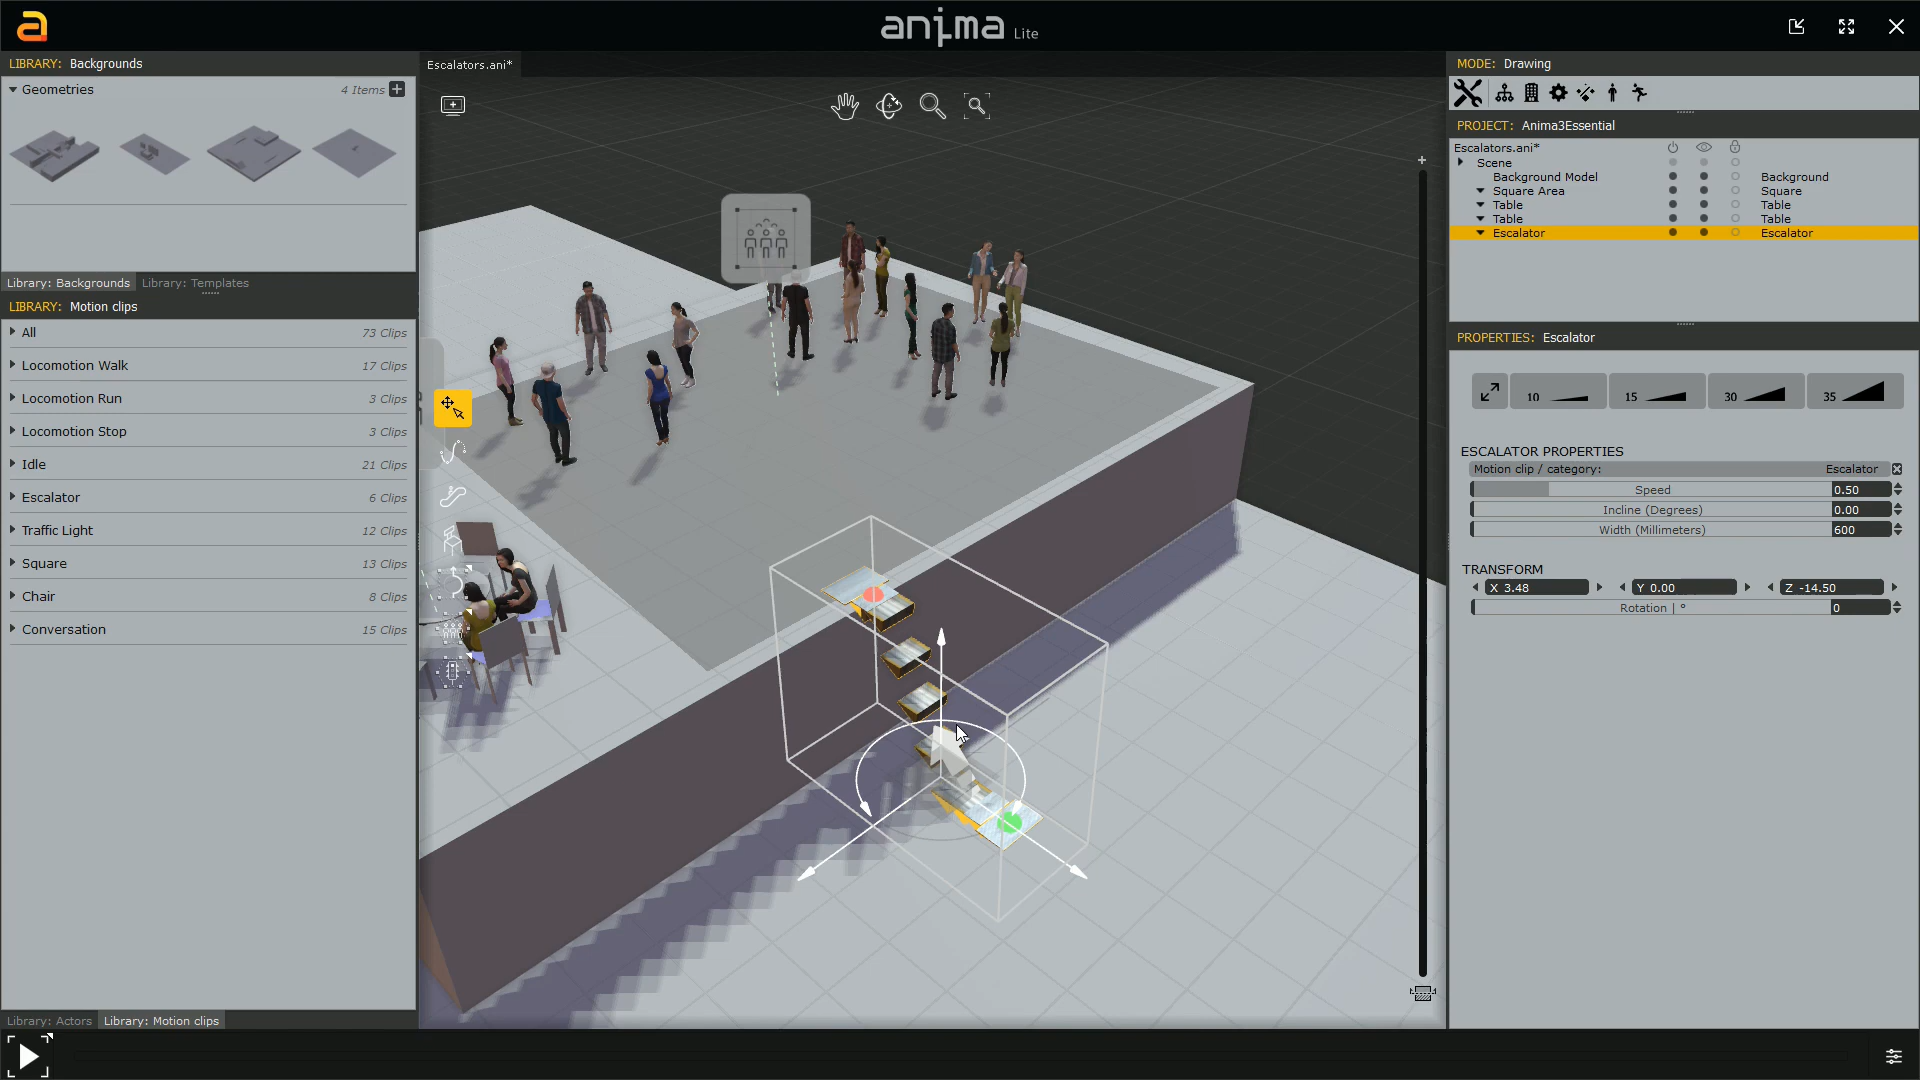 a
anima Lite
LIBRARY: Backgrounds
Geometries 4 Items
Library: Backgrounds Library: Templates
LIBRARY: Motion clips
All 73 Clips
Locomotion Walk 17 Clips
Locomotion Run 3 Clips
Locomotion Stop 3 Clips
Idle 21 Clips
Escalator 6 Clips
Traffic Light 12 Clips
Square 13 Clips
Chair 8 Clips
Conversation 15 Clips
Library: Actors Library: Motion clips
Escalators.ani*
MODE: Drawing
PROJECT: Anima3Essential
Escalators.ani*
Scene
Background Model Background
Square Area Square
Table Table
Table Table
Escalator Escalator
PROPERTIES: Escalator
10 15 30 35
ESCALATOR PROPERTIES
Motion clip / category: Escalator
Speed 0.50
Incline (Degrees) 0.00
Width (Millimeters) 600
TRANSFORM
X 3.48 Y 0.00 Z -14.50
Rotation | ° 0